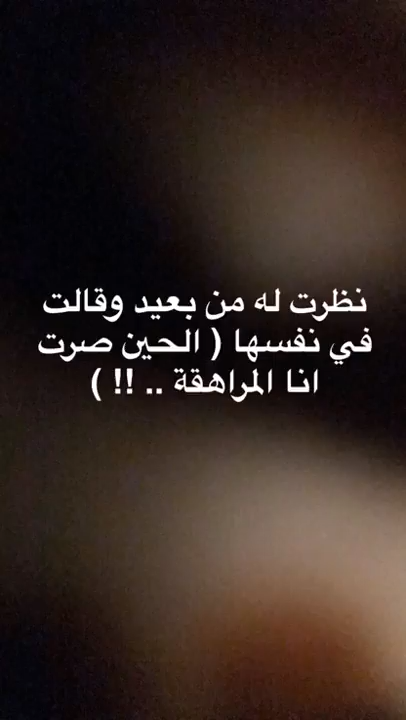 نظرت له من بعيد وقالت
في نفسها ( الحين صرت
انا المراهقة .. !! )